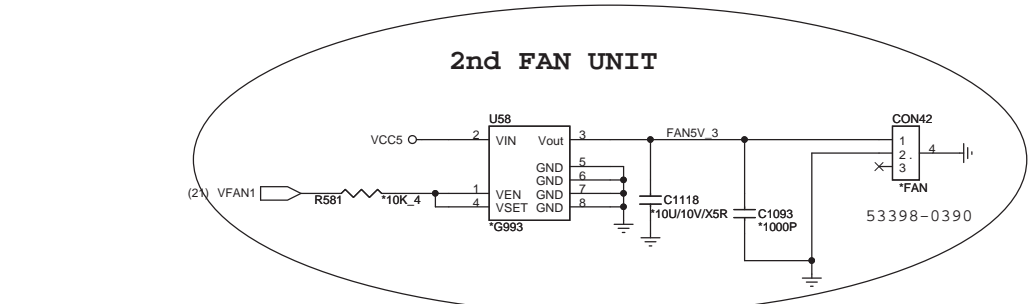 2nd FAN UNIT
U58
CON42
VCC5 2 VIN Vout 3 FAN5V_3 1
GND 5 2. 4
GND 6 3
(21) VFAN1 R581 *10K_4 1 VEN GND 7 *FAN
4 VSET GND 8 C1118
*10U/10V/X5R
*G993
C1093
*1000P
53398-0390